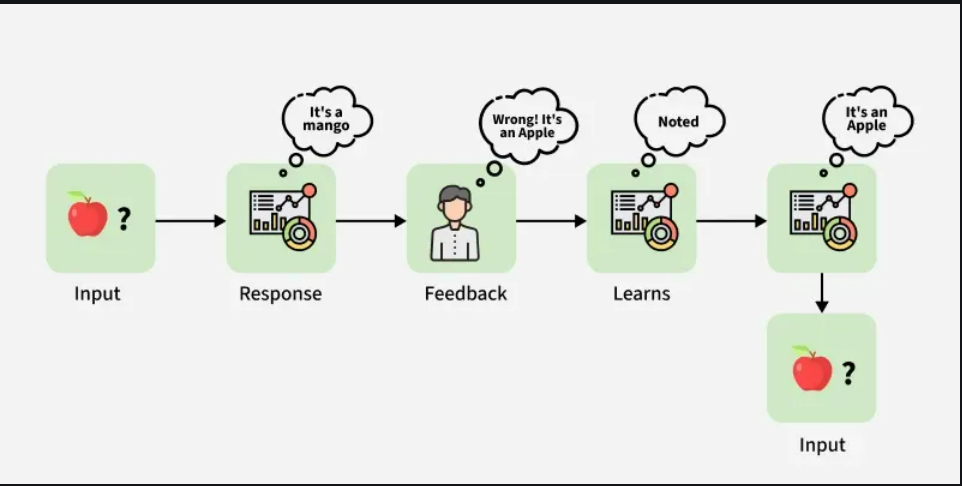 It's a
mango
Wrong! It's
an Apple
Noted
It's an
Apple
?
Input
Response
Feedback
Learns
?
Input